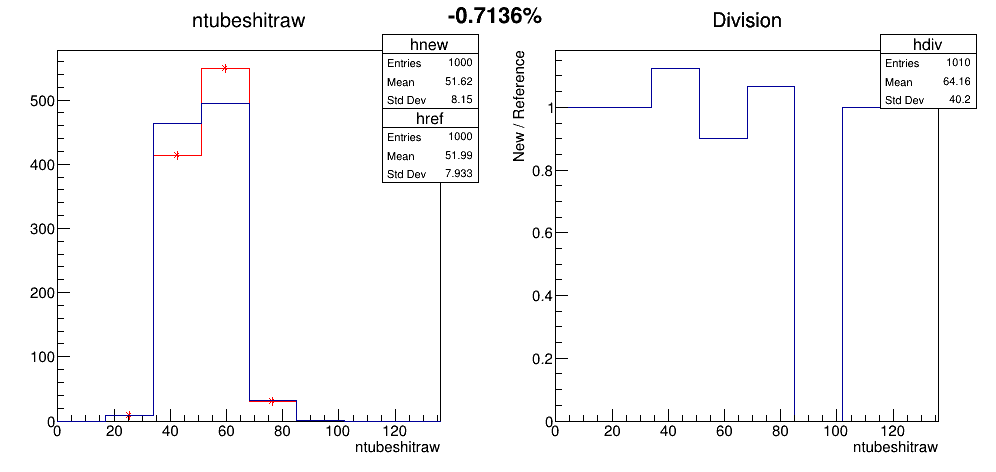 -0.7136%
ntubeshitraw
hnew
Entries 1000
Mean 51.62
Std Dev 8.15
href
Entries 1000
Mean 51.99
Std Dev 7.933
500
400
300
200
100
0
0 20 40 60 80 100 120
ntubeshitraw
Division
hdiv
Entries 1010
Mean 64.16
Std Dev 40.2
New / Reference
1
0.8
0.6
0.4
0.2
0
0 20 40 60 80 100 120
ntubeshitraw